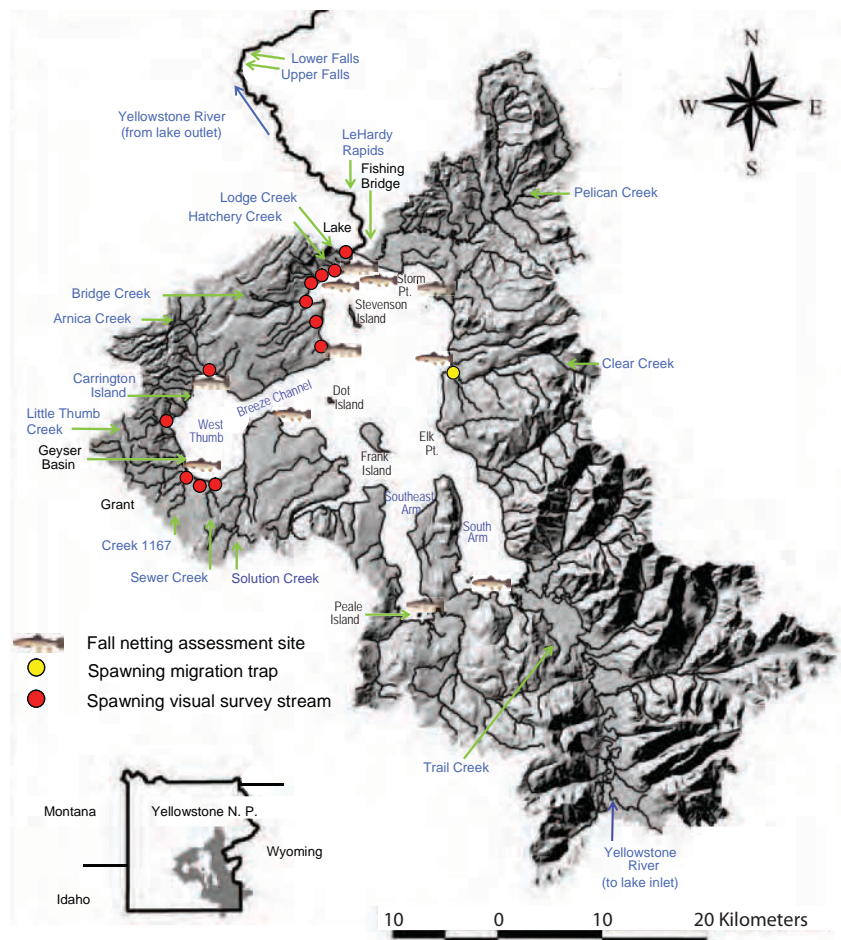 Lower Falls
Upper Falls
N
W
E
S
Yellowstone River
(from lake outlet)
LeHardy
Rapids
Fishing
Bridge
Pelican Creek
Lodge Creek
Hatchery Creek
Lake
Storm
Pt.
Bridge Creek
Stevenson
Island
Arnica Creek
Clear Creek
Carrington
Island
Breeze Channel
Dot
Island
Little Thumb
Creek
West
Thumb
Elk
Pt.
Geyser
Basin
Frank
Island
Southeast
Arm
Grant
South
Arm
Creek 1167
Sewer Creek
Solution Creek
Peale
Island
Fall netting assessment site
Spawning migration trap
Spawning visual survey stream
Trail Creek
Montana
Yellowstone N. P.
Wyoming
Idaho
Yellowstone
River
(to lake inlet)
10
0
10
20 Kilometers